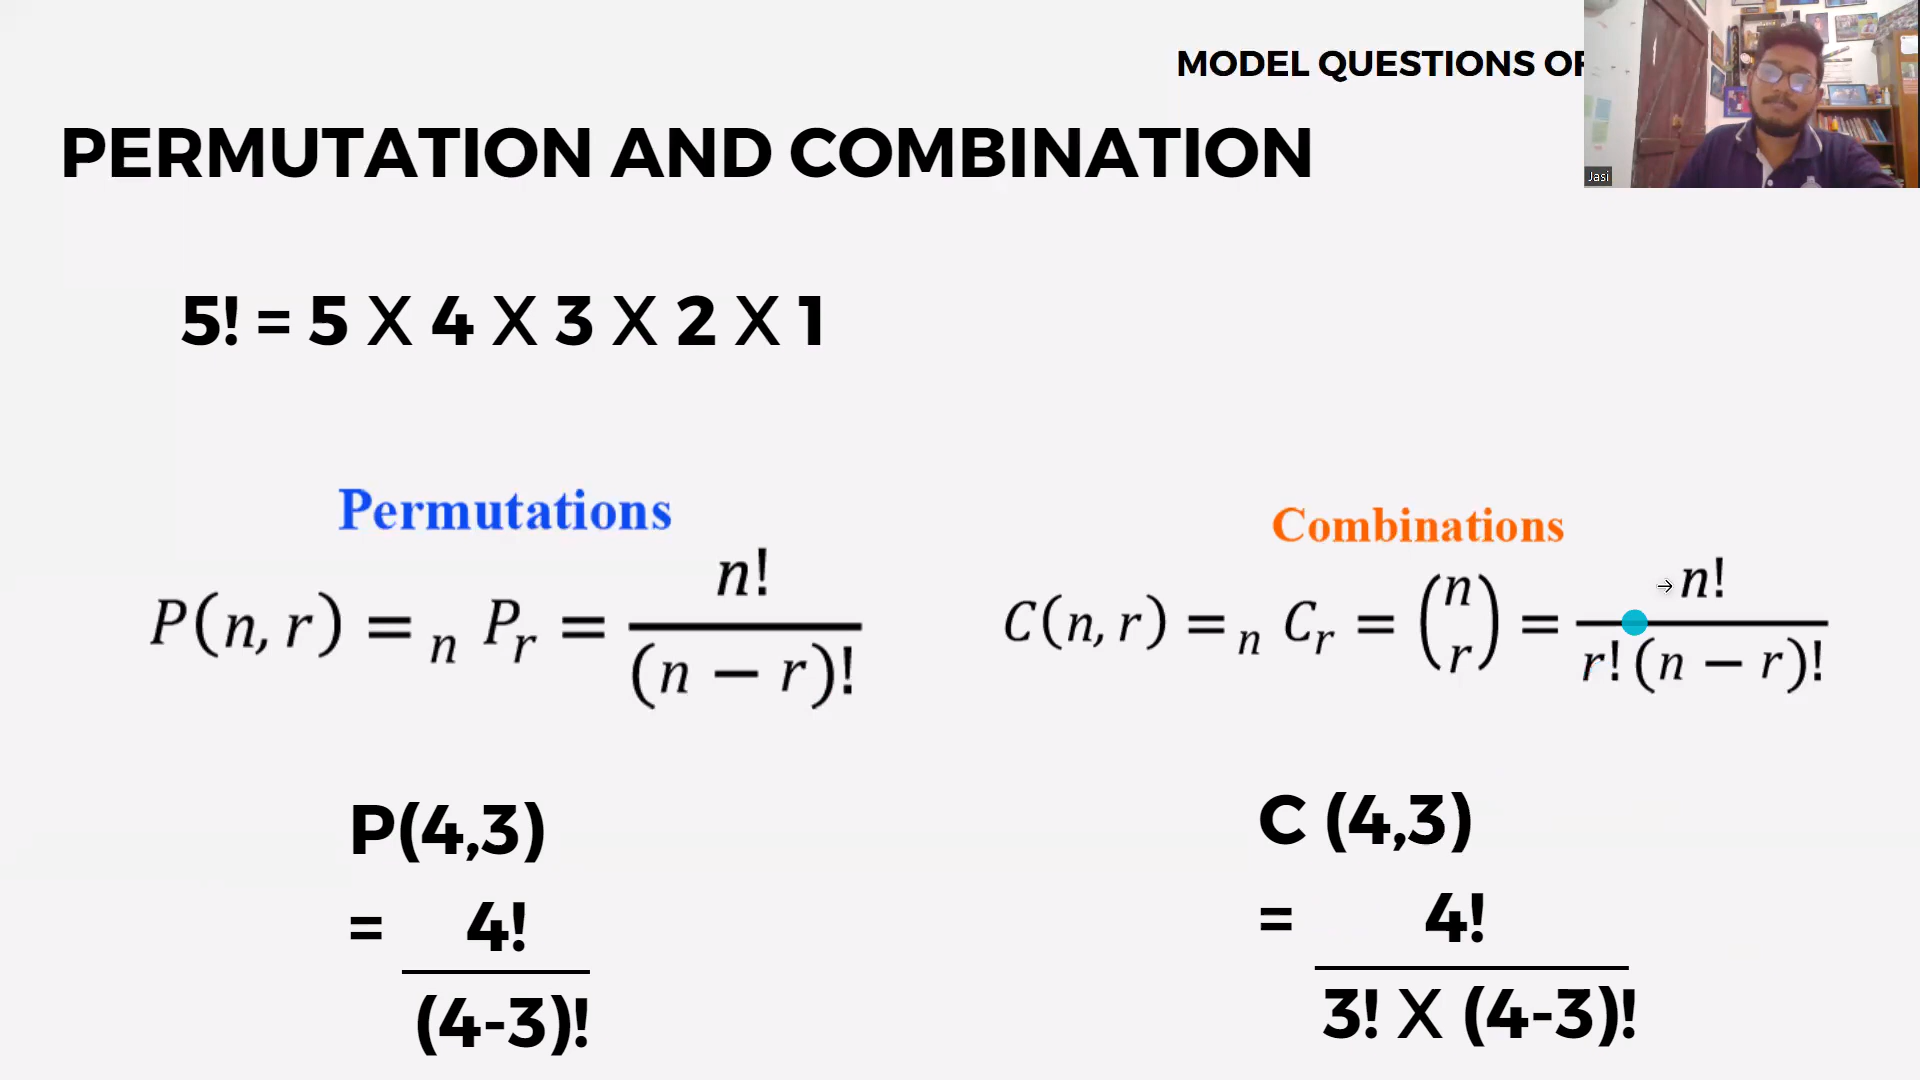 MODEL QUESTIONS OF
Jasi
PERMUTATION AND COMBINATION
5! = 5 X 4 X 3 X 2 X 1
Permutations
P(n, r) = n Pr = n! / (n − r)!
Combinations
C(n, r) = n Cr = (n r) = n! / r! (n − r)!
P(4,3)
= 4!
(4-3)!
C (4,3)
= 4!
3! X (4-3)!